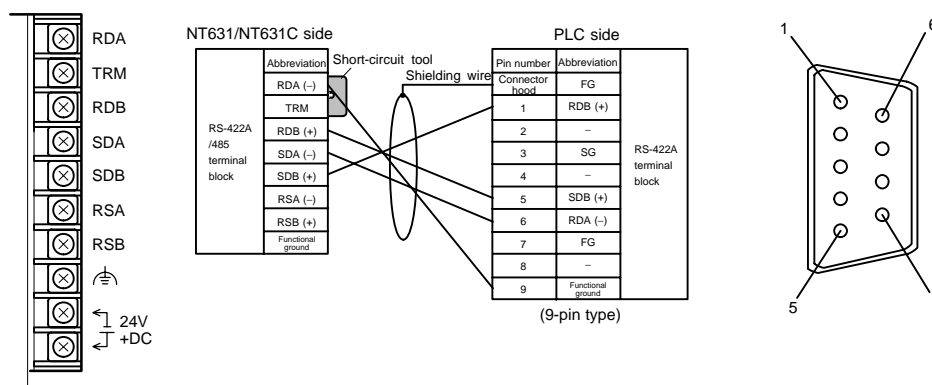 RDA
TRM
RDB
SDA
SDB
RSA
RSB
24V
+DC
NT631/NT631C side
Abbreviation
RDA (–)
TRM
RDB (+)
SDA (–)
SDB (+)
RSA (–)
RSB (+)
Functional
ground
RS-422A
/485
terminal
block
Short-circuit tool
Shielding wire
PLC side
Pin number Abbreviation
Connector
hood FG
1 RDB (+)
2 –
3 SG
4 –
5 SDB (+)
6 RDA (–)
7 FG
8 –
9 Functional
ground
RS-422A
terminal
block
(9-pin type)
1
6
5